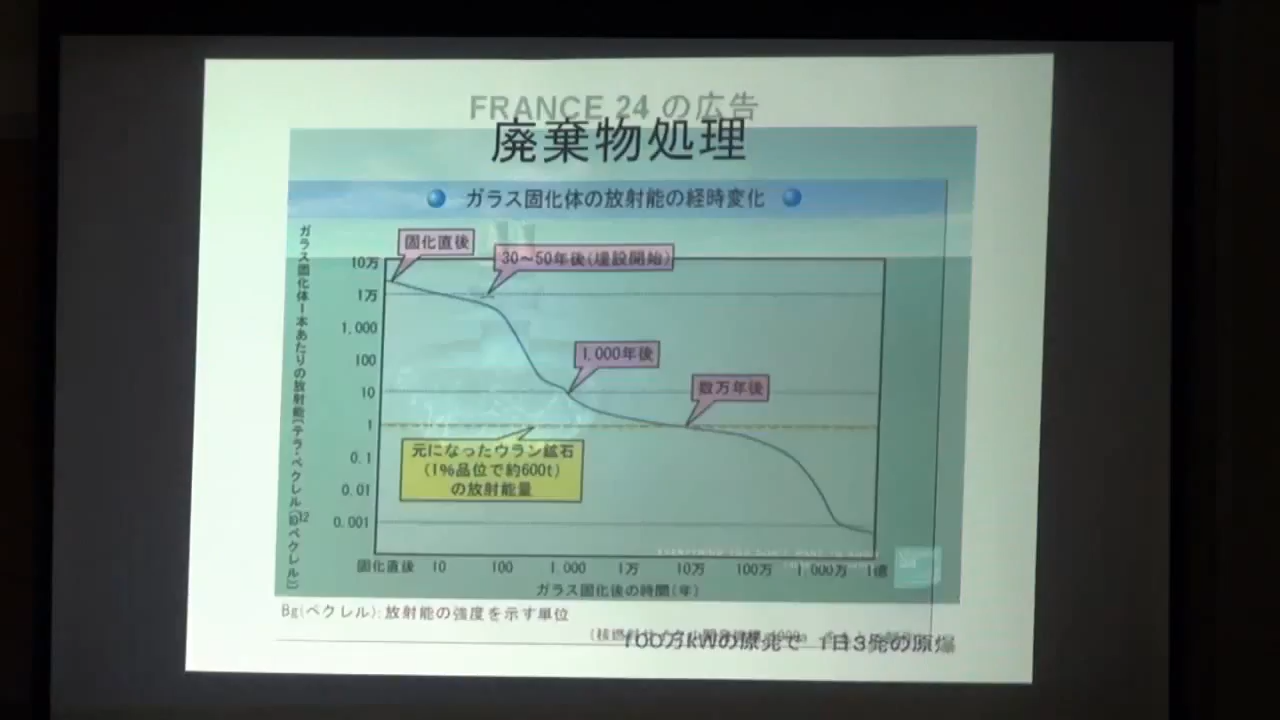 FRANCE 24 の広告
廃棄物処理
ガラス固化体の放射能の経時変化
ガラス固化体1本あたりの放射能〔テラ・ベクレル(10¹²ベクレル)〕
固化直後
30〜50年後(埋設開始)
1,000年後
数万年後
元になったウラン鉱石
(1%品位で約600t)
の放射能量
10万
1万
1,000
100
10
1
0.1
0.01
0.001
固化直後 10 100 1.000 1万 10万 100万 1.000万 1億
ガラス固化後の時間(年)
Bg(ベクレル):放射能の強度を示す単位
100万kWの原発で 1日3発の原爆